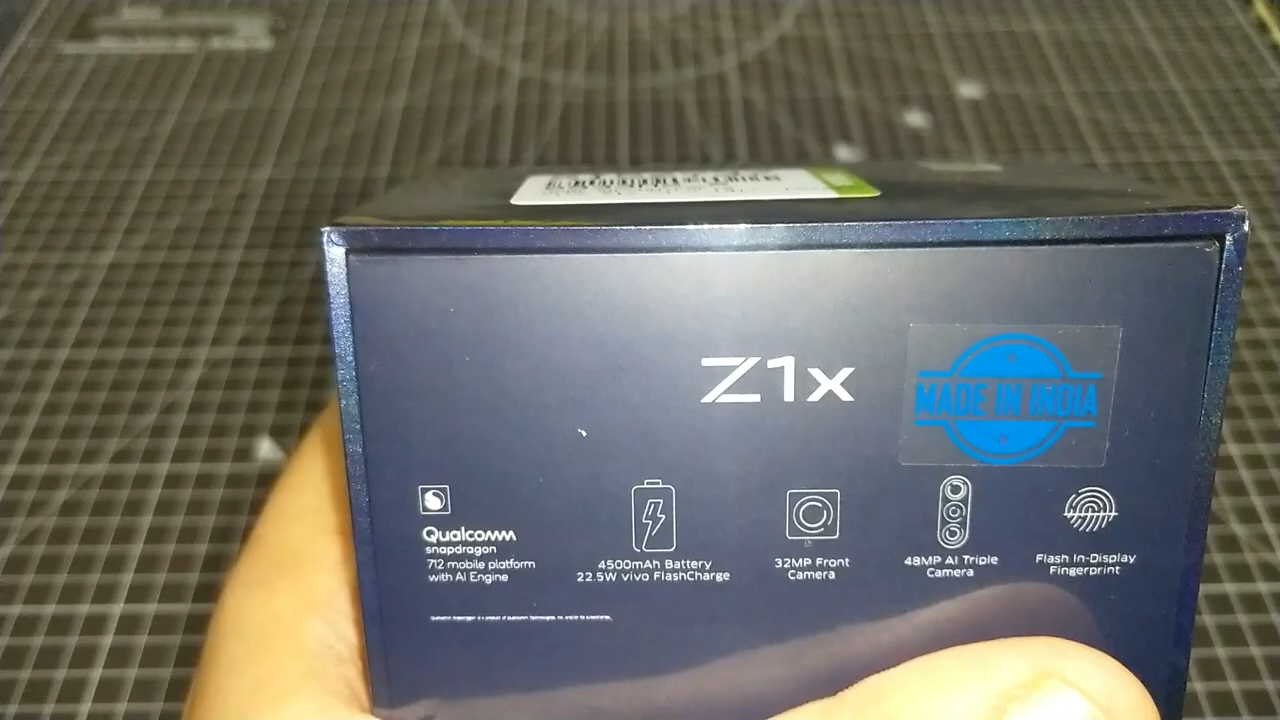 Z1x
MADE IN INDIA
Qualcomm
snapdragon
712 mobile platform
with AI Engine
4500mAh Battery
22.5W vivo FlashCharge
32MP Front
Camera
48MP AI Triple
Camera
Flash In-Display
Fingerprint